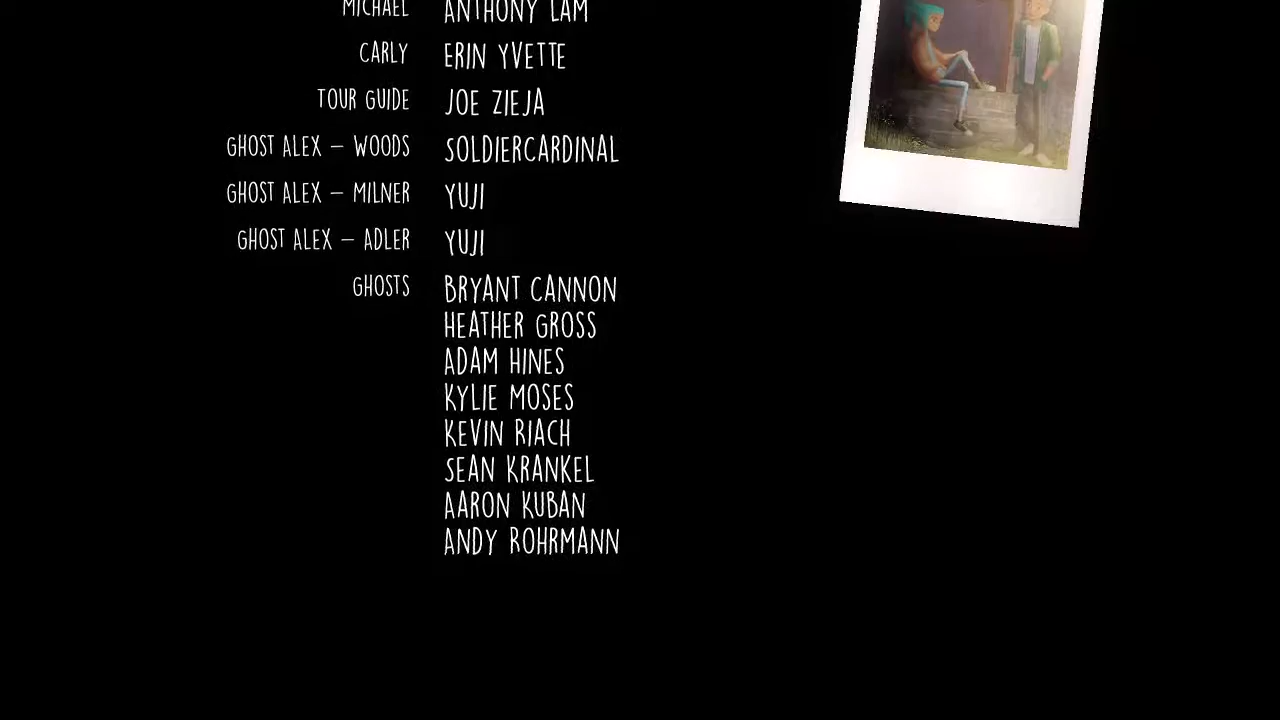 MICHAEL ANTHONY LAM
CARLY ERIN YVETTE
TOUR GUIDE JOE ZIEJA
GHOST ALEX – WOODS SOLDIERCARDINAL
GHOST ALEX – MILNER YUJI
GHOST ALEX – ADLER YUJI
GHOSTS BRYANT CANNON
HEATHER GROSS
ADAM HINES
KYLIE MOSES
KEVIN RIACH
SEAN KRANKEL
AARON KUBAN
ANDY ROHRMANN